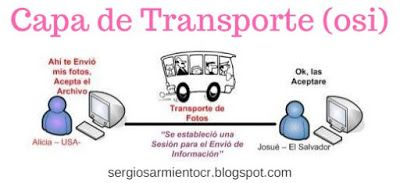 Capa de Transporte (osi)
Ahí te Envió
mis fotos,
Acepta el
Archivo
Ok, las
Aceptare
Transporte de
Fotos
Alicia – USA-
"Se estableció una
Sesión para el Envió de
Información"
Josué – El Salvador
sergiosarmientocr.blogspot.com